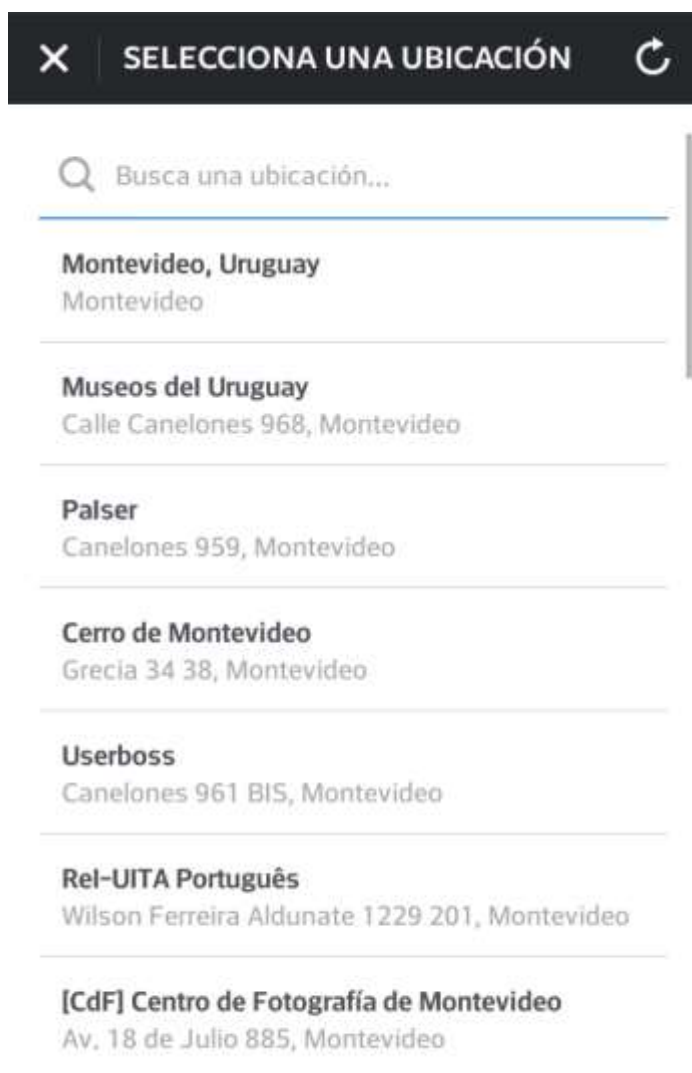 SELECCIONA UNA UBICACIÓN
Busca una ubicación...
Montevideo, Uruguay
Montevideo
Museos del Uruguay
Calle Canelones 968, Montevideo
Palser
Canelones 959, Montevideo
Cerro de Montevideo
Grecia 34 38, Montevideo
Userboss
Canelones 961 BIS, Montevideo
Rel-UITA Português
Wilson Ferreira Aldunate 1229 201, Montevideo
[CdF] Centro de Fotografía de Montevideo
Av. 18 de Julio 885, Montevideo